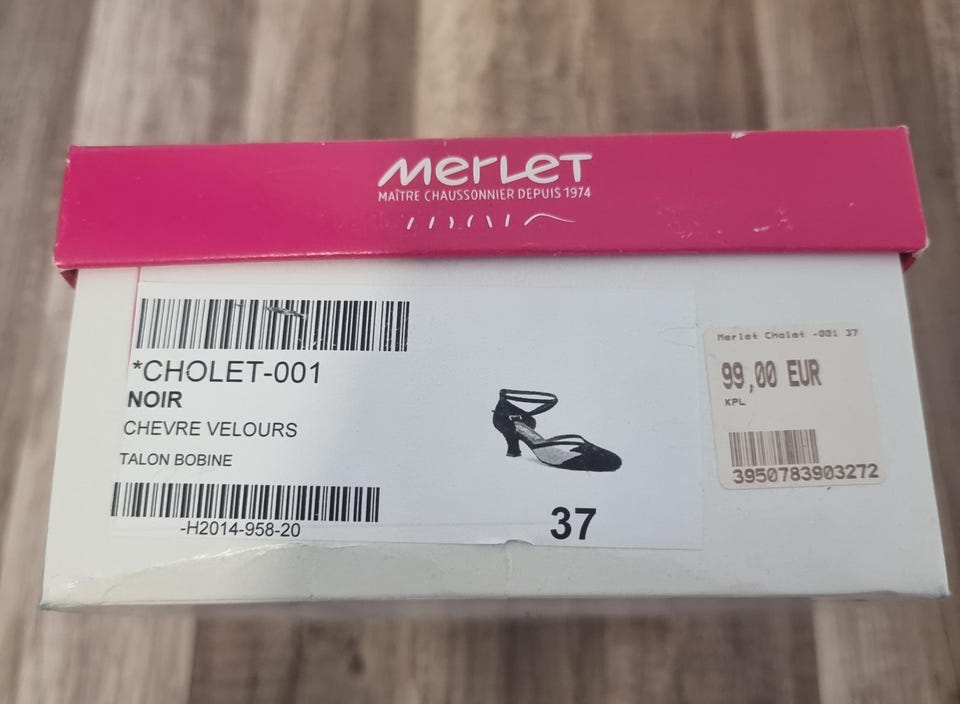 merLeT
MAÎTRE CHAUSSONNIER DEPUIS 1974
*CHOLET-001
NOIR
CHEVRE VELOURS
TALON BOBINE
-H2014-958-20
37
Merlet Cholet -001 37
99,00 EUR
KPL
3950783903272